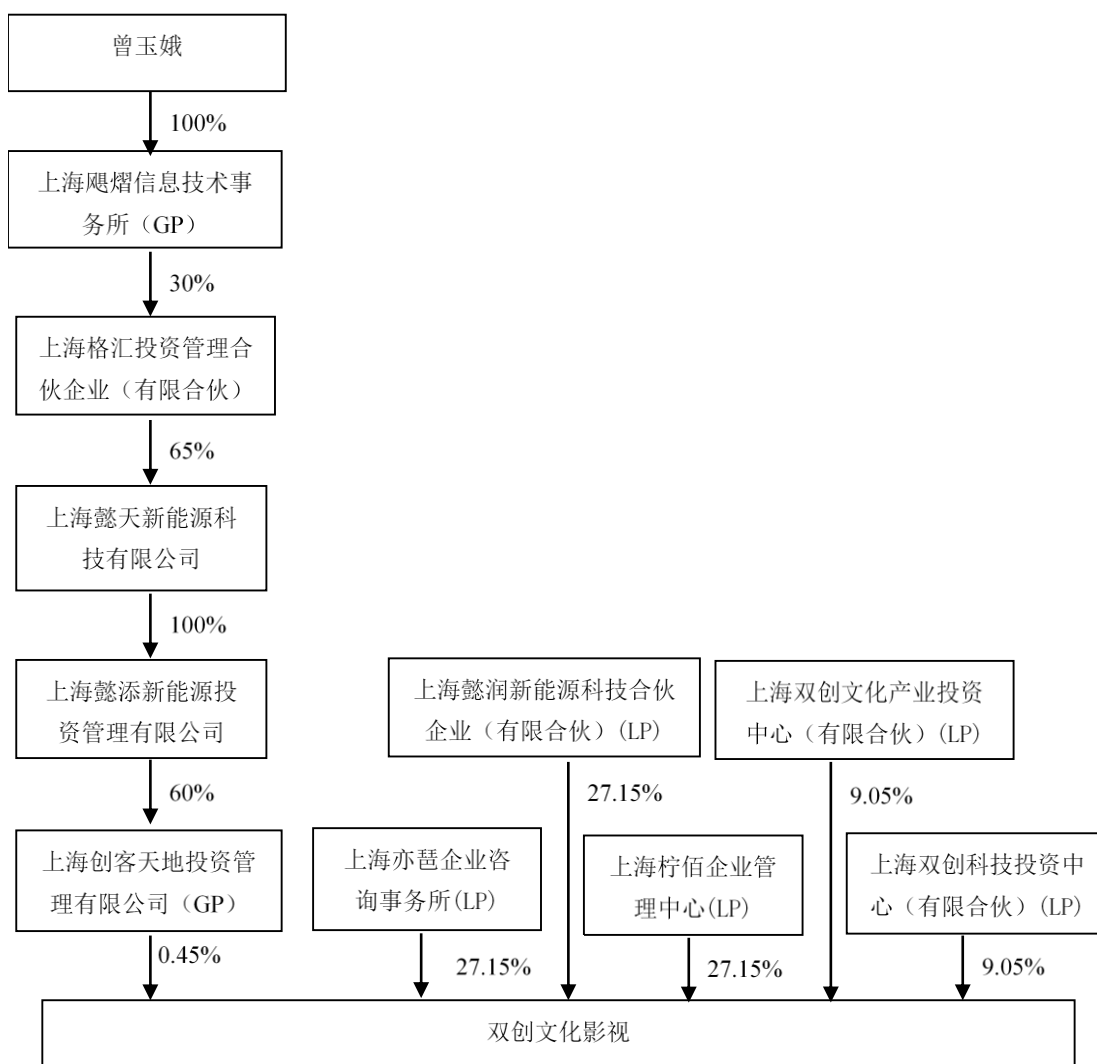 曾玉娥
100%
上海飓熠信息技术事
务所（GP）
30%
上海格汇投资管理合
伙企业（有限合伙）
65%
上海懿天新能源科
技有限公司
100%
上海懿添新能源投
资管理有限公司
上海懿润新能源科技合伙
企业（有限合伙）(LP)
上海双创文化产业投资
中心（有限合伙）(LP)
60%
27.15%
9.05%
上海创客天地投资管
理有限公司（GP）
上海亦琶企业咨
询事务所(LP)
上海柠佰企业管
理中心(LP)
上海双创科技投资中
心（有限合伙）(LP)
0.45%
27.15%
27.15%
9.05%
双创文化影视